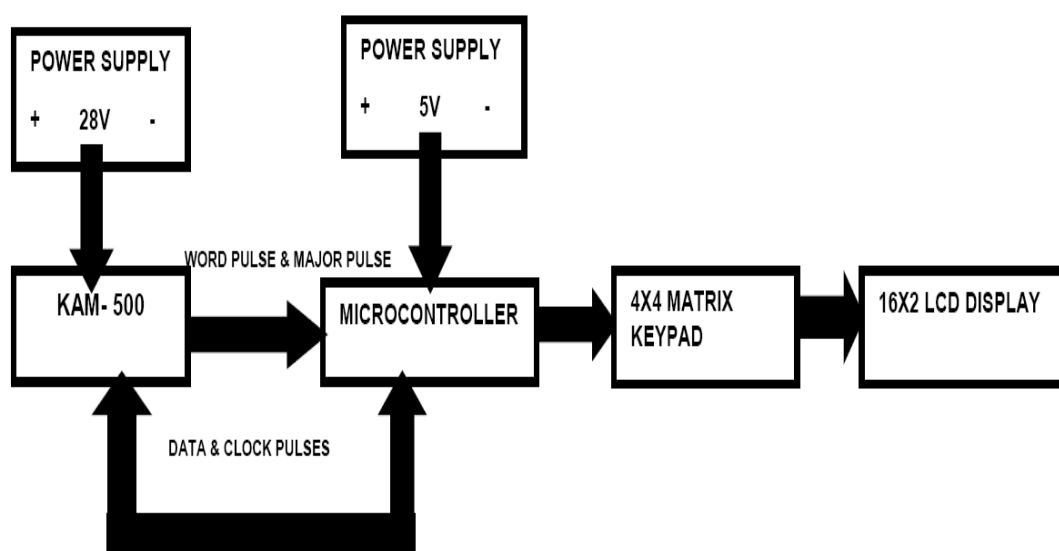 POWER SUPPLY
+ 28V -
POWER SUPPLY
+ 5V -
WORD PULSE & MAJOR PULSE
KAM- 500
MICROCONTROLLER
4X4 MATRIX
KEYPAD
16X2 LCD DISPLAY
DATA & CLOCK PULSES